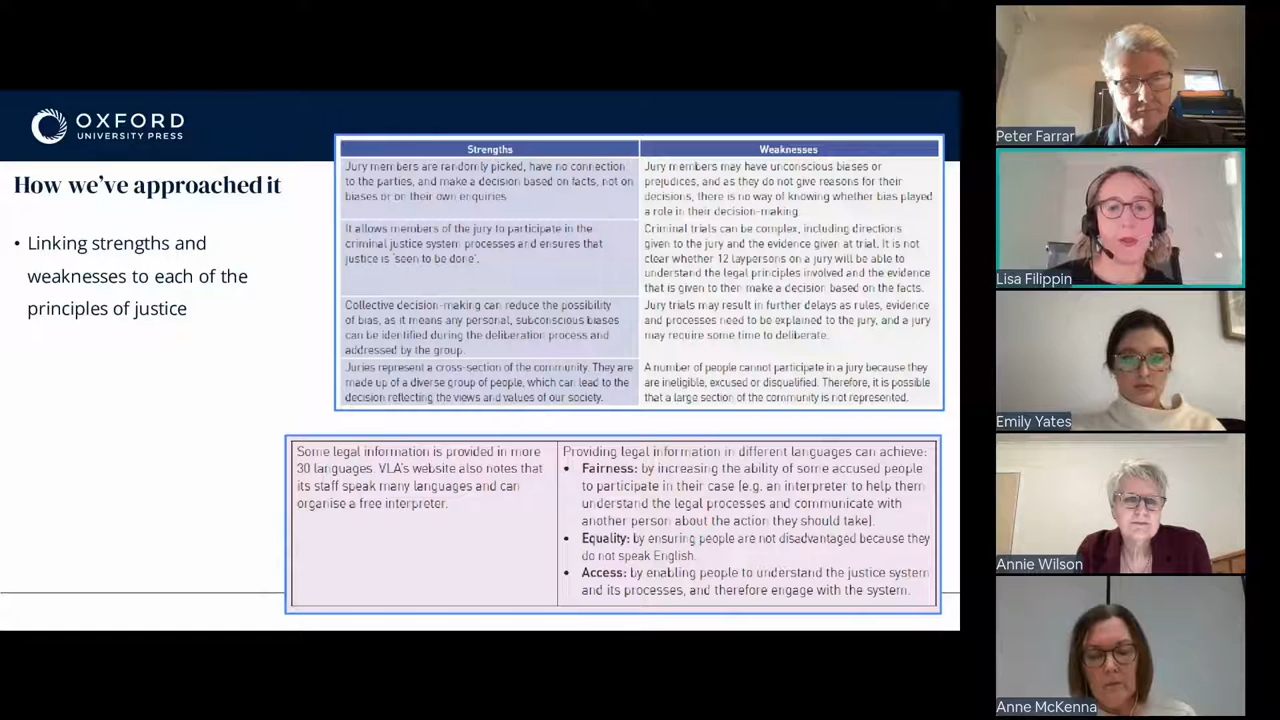 OXFORD
UNIVERSITY PRESS
How we've approached it
• Linking strengths and
weaknesses to each of the
principles of justice
Strengths
Weaknesses
Jury members are randomly picked, have no connection
to the parties, and make a decision based on facts, not on
biases or on their own enquiries
Jury members may have unconscious biases or
prejudices, and as they do not give reasons for their
decisions, there is no way of knowing whether bias played
a role in their decision-making
It allows members of the jury to participate in the
criminal justice system processes and ensures that
justice is 'seen to be done'.
Criminal trials can be complex, including directions
given to the jury and the evidence given at trial. It is not
clear whether 12 laypersons on a jury will be able to
understand the legal principles involved and the evidence
that is given to then make a decision based on the facts.
Collective decision-making can reduce the possibility
of bias, as it means any personal, subconscious biases
can be identified during the deliberation process and
addressed by the group.
Jury trials may result in further delays as rules, evidence
and processes need to be explained to the jury, and a jury
may require some time to deliberate.
Juries represent a cross-section of the community. They are
made up of a diverse group of people, which can lead to the
decision reflecting the views and values of our society.
A number of people cannot participate in a jury because they
are ineligible, excused or disqualified. Therefore, it is possible
that a large section of the community is not represented.
Some legal information is provided in more
30 languages. VLA's website also notes that
its staff speak many languages and can
organise a free interpreter.
Providing legal information in different languages can achieve:
• Fairness: by increasing the ability of some accused people
to participate in their case (e.g. an interpreter to help them
understand the legal processes and communicate with
another person about the action they should take).
• Equality: by ensuring people are not disadvantaged because they
do not speak English.
• Access: by enabling people to understand the justice system
and its processes, and therefore engage with the system.
Peter Farrar
Lisa Filippin
Emily Yates
Annie Wilson
Anne McKenna